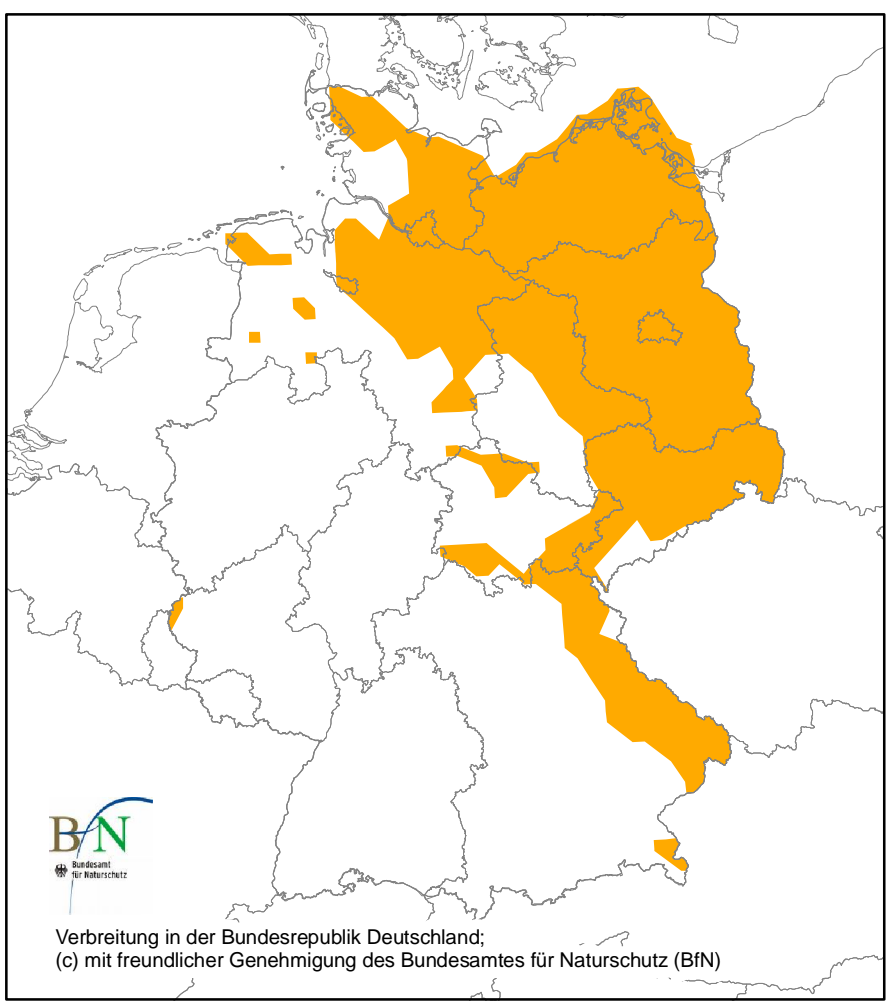 BfN
Bundesamt
für Naturschutz
Verbreitung in der Bundesrepublik Deutschland;
(c) mit freundlicher Genehmigung des Bundesamtes für Naturschutz (BfN)